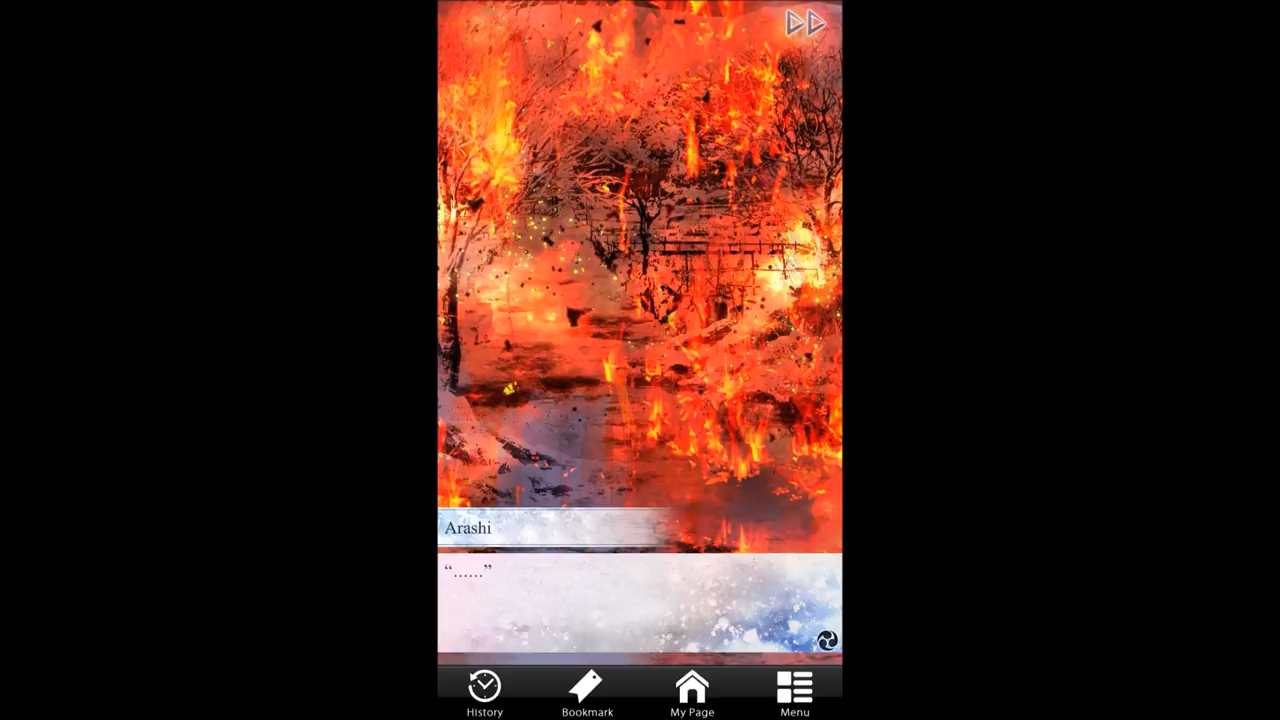 Arashi
“......”
History
Bookmark
My Page
Menu